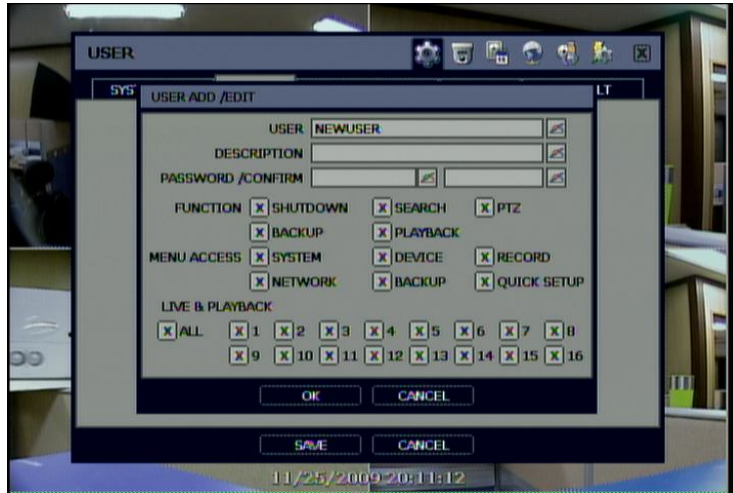 USER
SYS LT
USER ADD /EDIT
USER NEWUSER
DESCRIPTION
PASSWORD /CONFIRM
FUNCTION X SHUTDOWN X SEARCH X PTZ
X BACKUP X PLAYBACK
MENU ACCESS X SYSTEM X DEVICE X RECORD
X NETWORK X BACKUP X QUICK SETUP
LIVE & PLAYBACK
X ALL X 1 X 2 X 3 X 4 X 5 X 6 X 7 X 8
X 9 X 10 X 11 X 12 X 13 X 14 X 15 X 16
OK CANCEL
SAVE CANCEL
11/25/2009 20:11:12